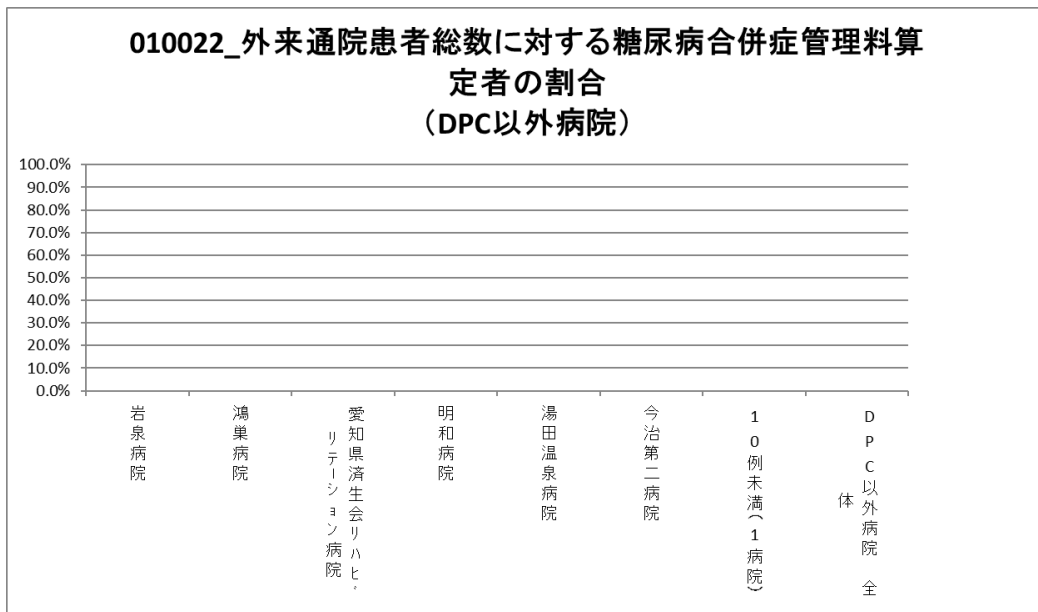 010022_外来通院患者総数に対する糖尿病合併症管理料算
定者の割合
（DPC以外病院）
100.0%
90.0%
80.0%
70.0%
60.0%
50.0%
40.0%
30.0%
20.0%
10.0%
0.0%
岩泉病院
鴻巣病院
愛知県済生会リハビ
リテーション病院
明和病院
湯田温泉病院
今治第二病院
10例未満(1病院)
DPC以外病院 全
体